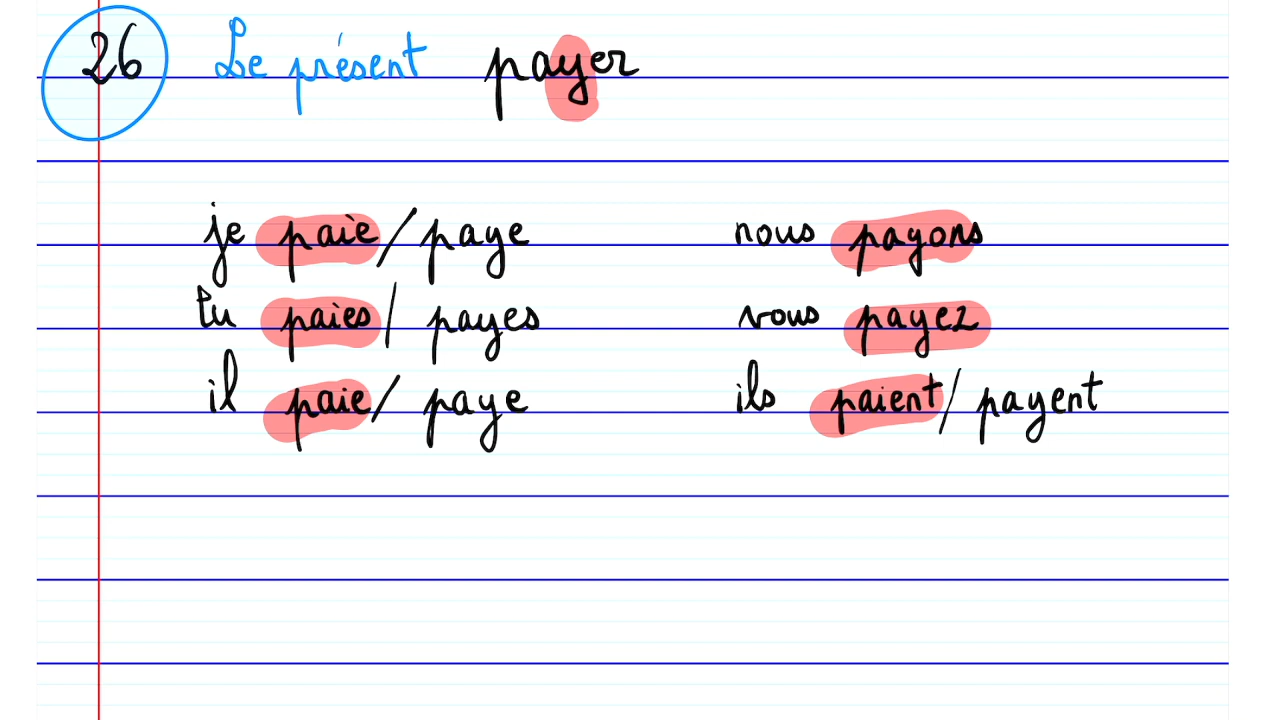 26 Le présent payer
je paie / paye nous payons
tu paies / payes vous payez
il paie / paye ils paient / payent